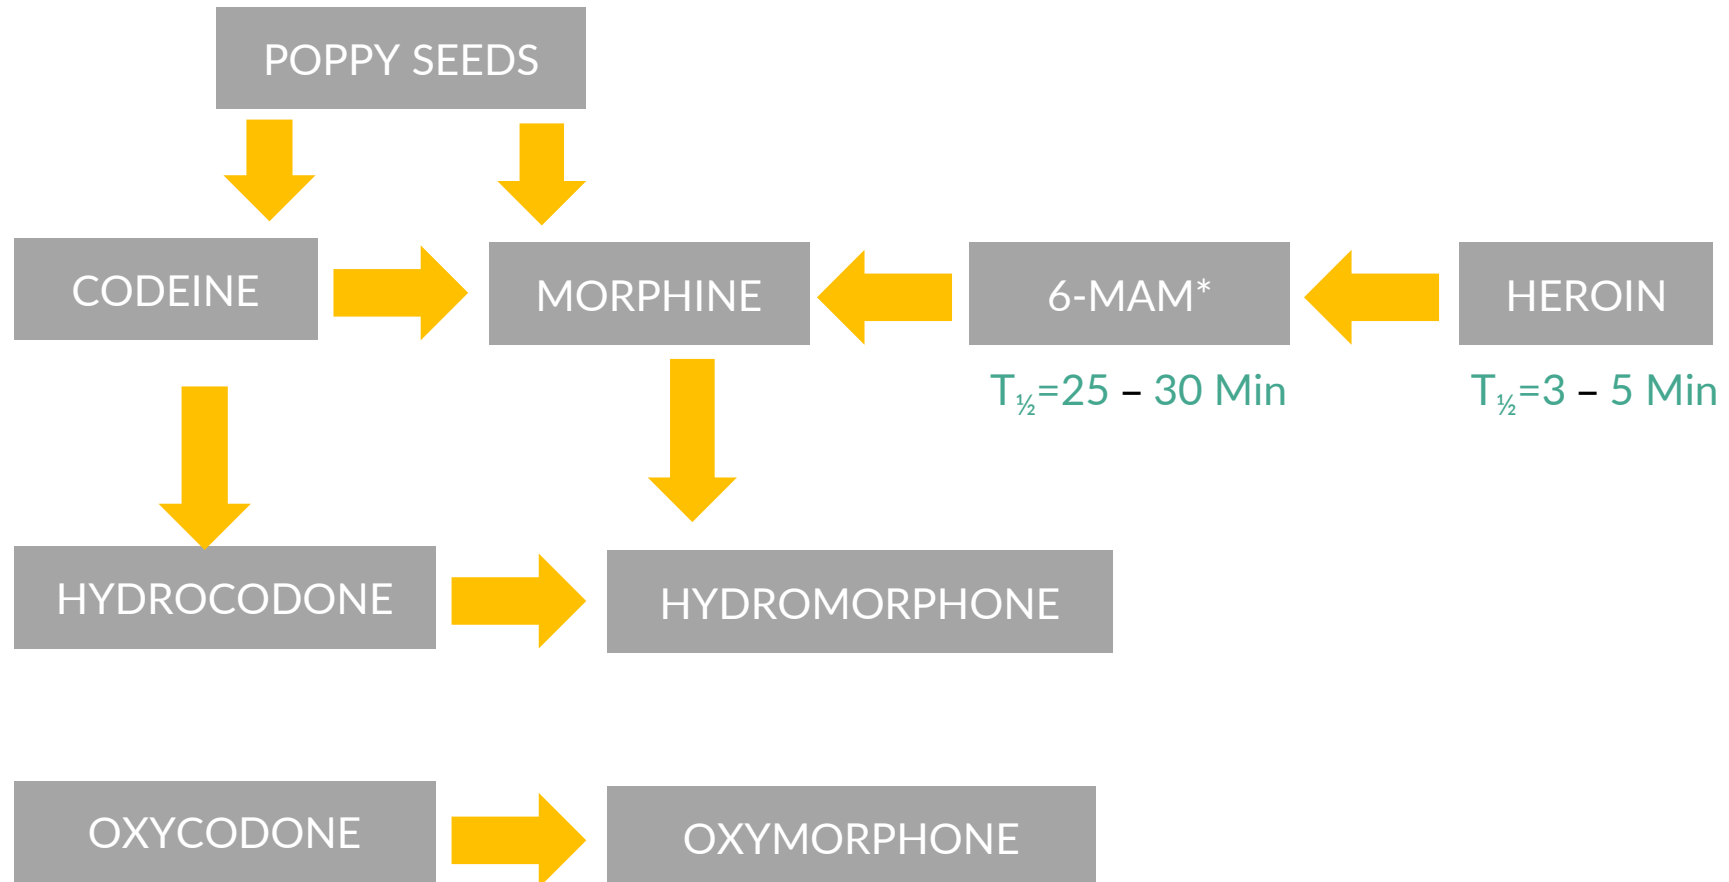 POPPY SEEDS
CODEINE
MORPHINE
6-MAM*
HEROIN
T½=25 – 30 Min
T½=3 – 5 Min
HYDROCODONE
HYDROMORPHONE
OXYCODONE
OXYMORPHONE